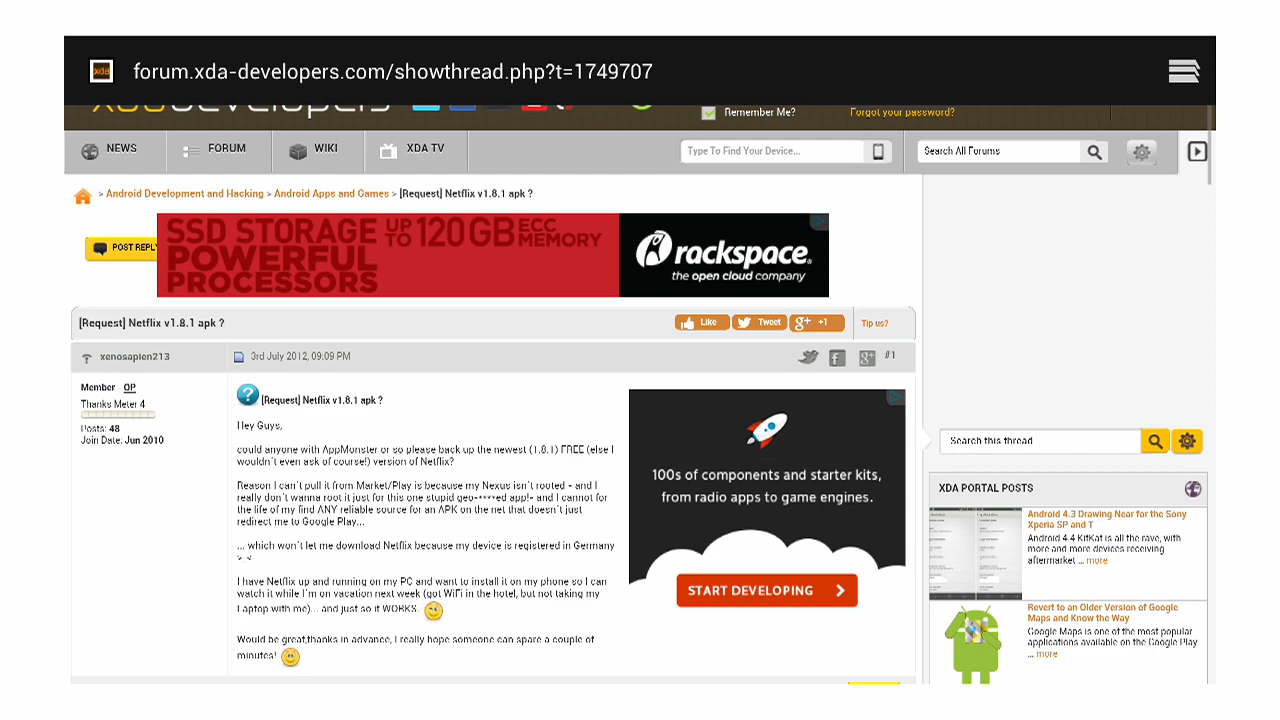 xda
forum.xda-developers.com/showthread.php?t=1749707
xdadevelopers
Remember Me?
Forgot your password?
NEWS
FORUM
WIKI
XDA TV
Type To Find Your Device...
Search All Forums
> Android Development and Hacking > Android Apps and Games > [Request] Netflix v1.8.1 apk ?
POST REPLY
SSD STORAGE UP TO 120GB ECC MEMORY
POWERFUL
PROCESSORS
rackspace.
the open cloud company
[Request] Netflix v1.8.1 apk ?
Like
Tweet
g+ +1
Tip us?
xenosapien213
3rd July 2012, 09:09 PM
#1
Member OP
Thanks Meter 4
Posts: 48
Join Date: Jun 2010
[Request] Netflix v1.8.1 apk ?
Hey Guys,
could anyone with AppMonster or so please back up the newest (1.8.1) FREE (else I
wouldn't even ask of course!) version of Netflix?
Reason I can't pull it from Market/Play is because my Nexus isn't rooted - and I
really don't wanna root it just for this one stupid geo-****ed app!- and I cannot for
the life of my find ANY reliable source for an APK on the net that doesn't just
redirect me to Google Play...
... which won't let me download Netflix because my device is registered in Germany
>.<
I have Netflix up and running on my PC and want to install it on my phone so I can
watch it while I'm on vacation next week (got WiFi in the hotel, but not taking my
Laptop with me)... and just so it WORKS.
Would be great,thanks in advance, I really hope someone can spare a couple of
minutes!
100s of components and starter kits,
from radio apps to game engines.
START DEVELOPING
Search this thread
XDA PORTAL POSTS
Android 4.3 Drawing Near for the Sony
Xperia SP and T
Android 4.4 KitKat is all the rave, with
more and more devices receiving
aftermarket ... more
Revert to an Older Version of Google
Maps and Know the Way
Google Maps is one of the most popular
applications available on the Google Play
... more